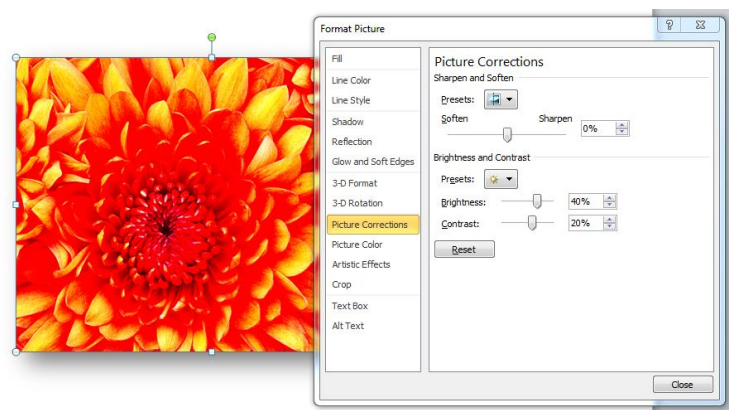 Format Picture
Fill
Line Color
Line Style
Shadow
Reflection
Glow and Soft Edges
3-D Format
3-D Rotation
Picture Corrections
Picture Color
Artistic Effects
Crop
Text Box
Alt Text
Picture Corrections
Sharpen and Soften
Presets:
Soften Sharpen
0%
Brightness and Contrast
Presets:
Brightness: 40%
Contrast: 20%
Reset
Close